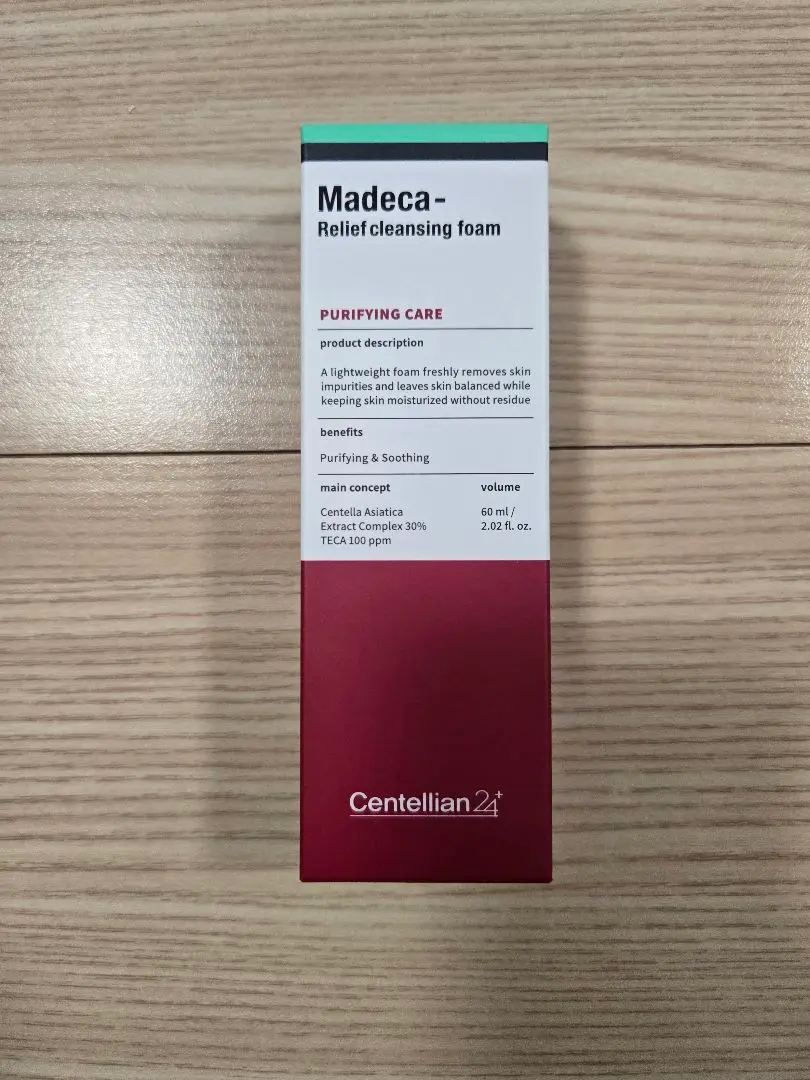 Madeca-
Relief cleansing foam
PURIFYING CARE
product description
A lightweight foam freshly removes skin
impurities and leaves skin balanced while
keeping skin moisturized without residue
benefits
Purifying & Soothing
main concept
Centella Asiatica
Extract Complex 30%
TECA 100 ppm
volume
60 ml /
2.02 fl. oz.
Centellian 24+